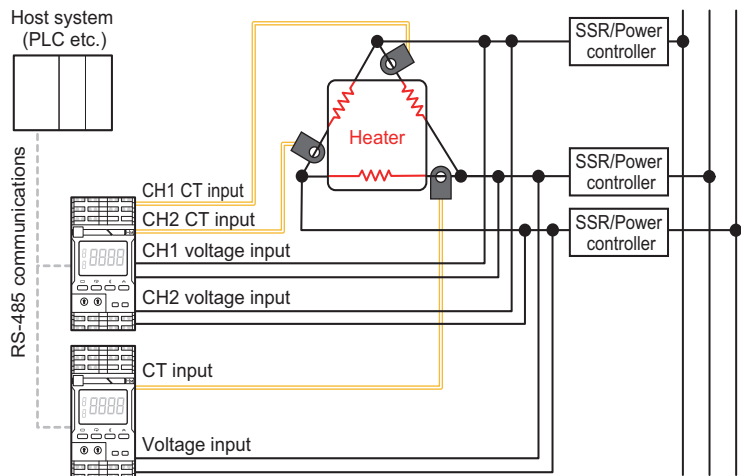 Host system
(PLC etc.)
SSR/Power
controller
Heater
SSR/Power
controller
CH1 CT input
CH2 CT input
SSR/Power
controller
CH1 voltage input
CH2 voltage input
RS-485 communications
CT input
Voltage input